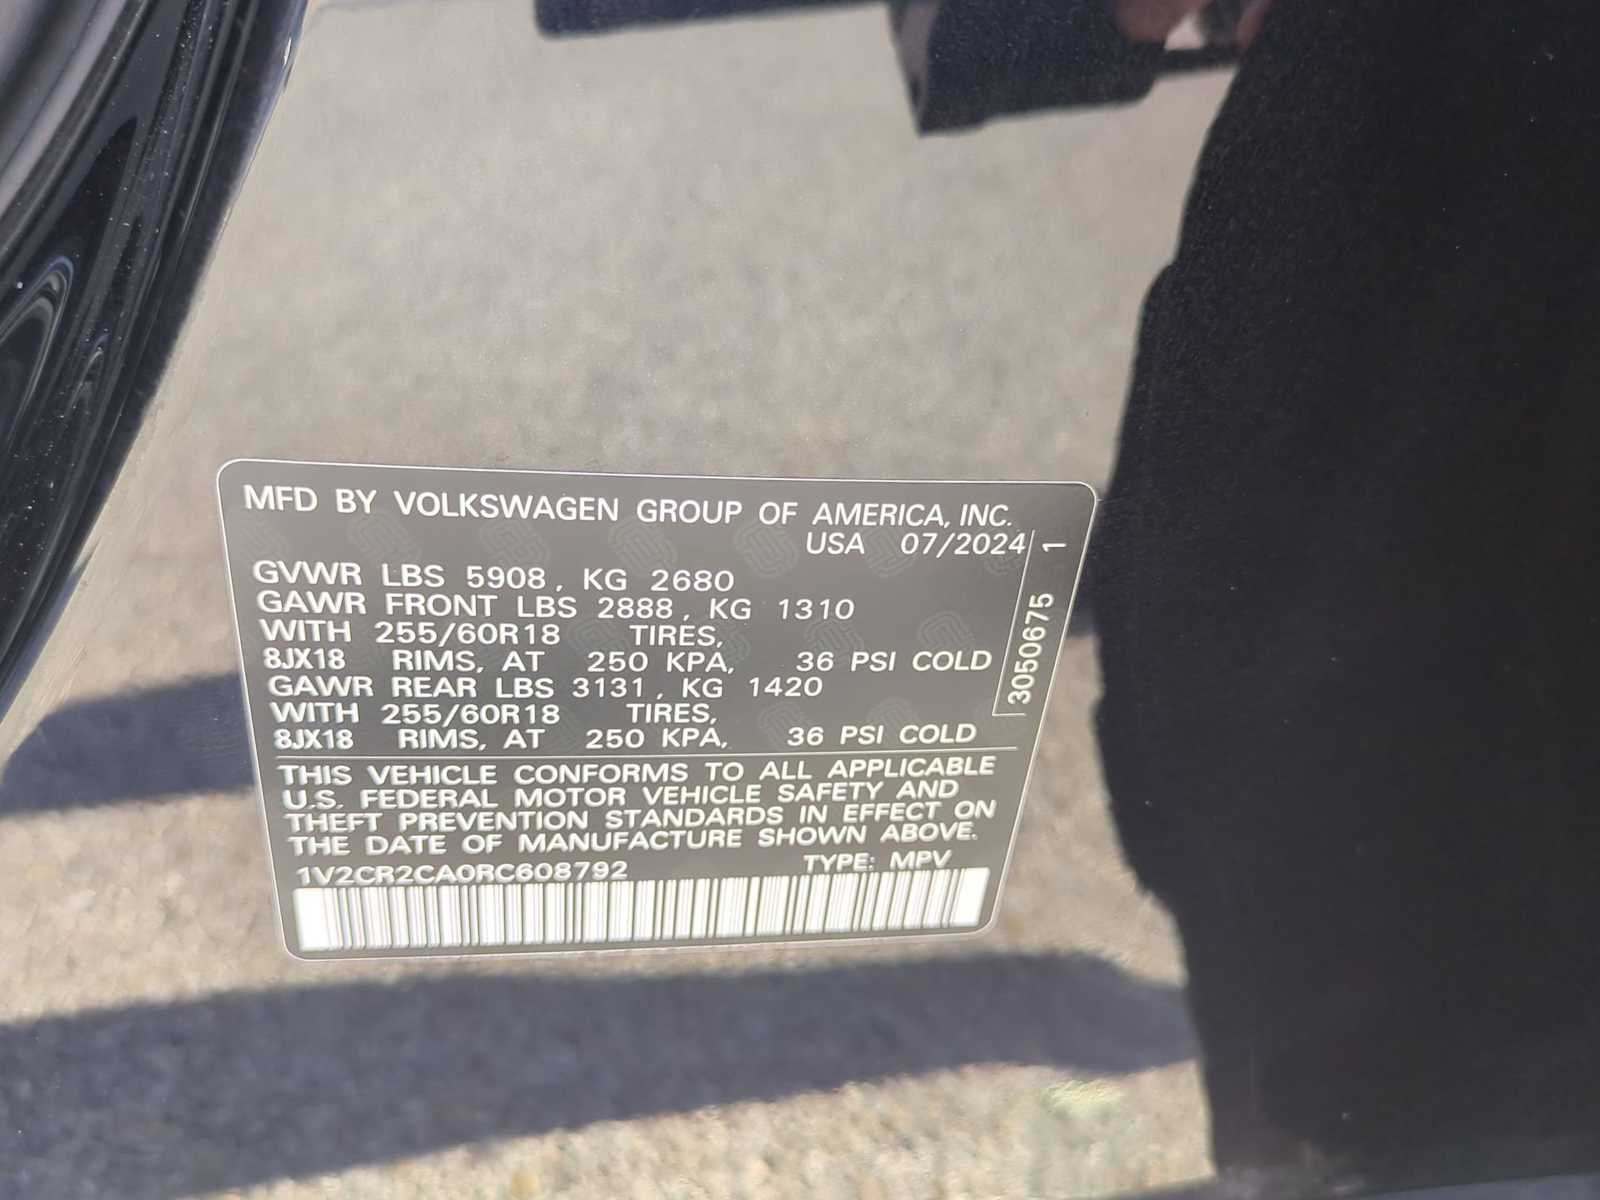 MFD BY VOLKSWAGEN GROUP OF AMERICA, INC.
USA 07/2024
GVWR LBS 5908, KG 2680
GAWR FRONT LBS 2888, KG 1310
WITH 255/60R18 TIRES,
8JX18 RIMS, AT 250 KPA, 36 PSI COLD
GAWR REAR LBS 3131, KG 1420
WITH 255/60R18 TIRES,
8JX18 RIMS, AT 250 KPA, 36 PSI COLD
3050675 1
THIS VEHICLE CONFORMS TO ALL APPLICABLE
U.S. FEDERAL MOTOR VEHICLE SAFETY AND
THEFT PREVENTION STANDARDS IN EFFECT ON
THE DATE OF MANUFACTURE SHOWN ABOVE.
1V2CR2CA0RC608792 TYPE: MPV